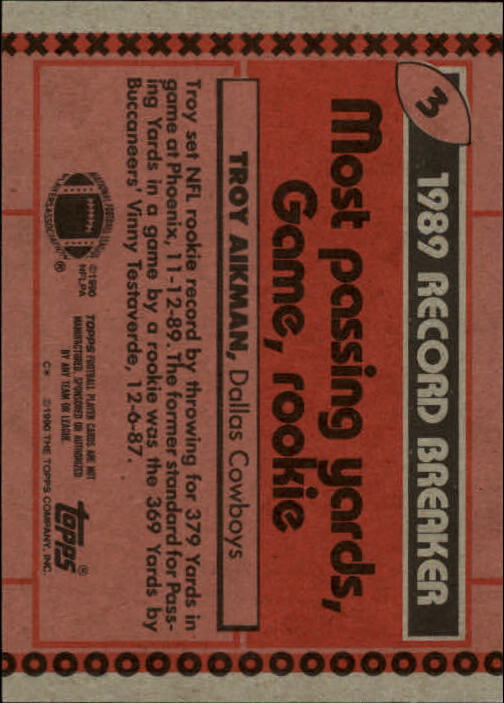 3
1989 RECORD BREAKER
Most passing yards,
Game, rookie
TROY AIKMAN, Dallas Cowboys
Troy set NFL rookie record by throwing for 379 Yards in
game at Phoenix, 11-12-89. The former standard for Pass-
ing Yards in a game by a rookie was the 369 Yards by
Buccaneers' Vinny Testaverde, 12-6-87.
®
©1990
NFLPA
TOPPS FOOTBALL PLAYER CARDS ARE NOT
MANUFACTURED, SPONSORED OR AUTHORIZED
BY ANY TEAM OR LEAGUE.
C* ©1990 THE TOPPS COMPANY, INC.
topps®